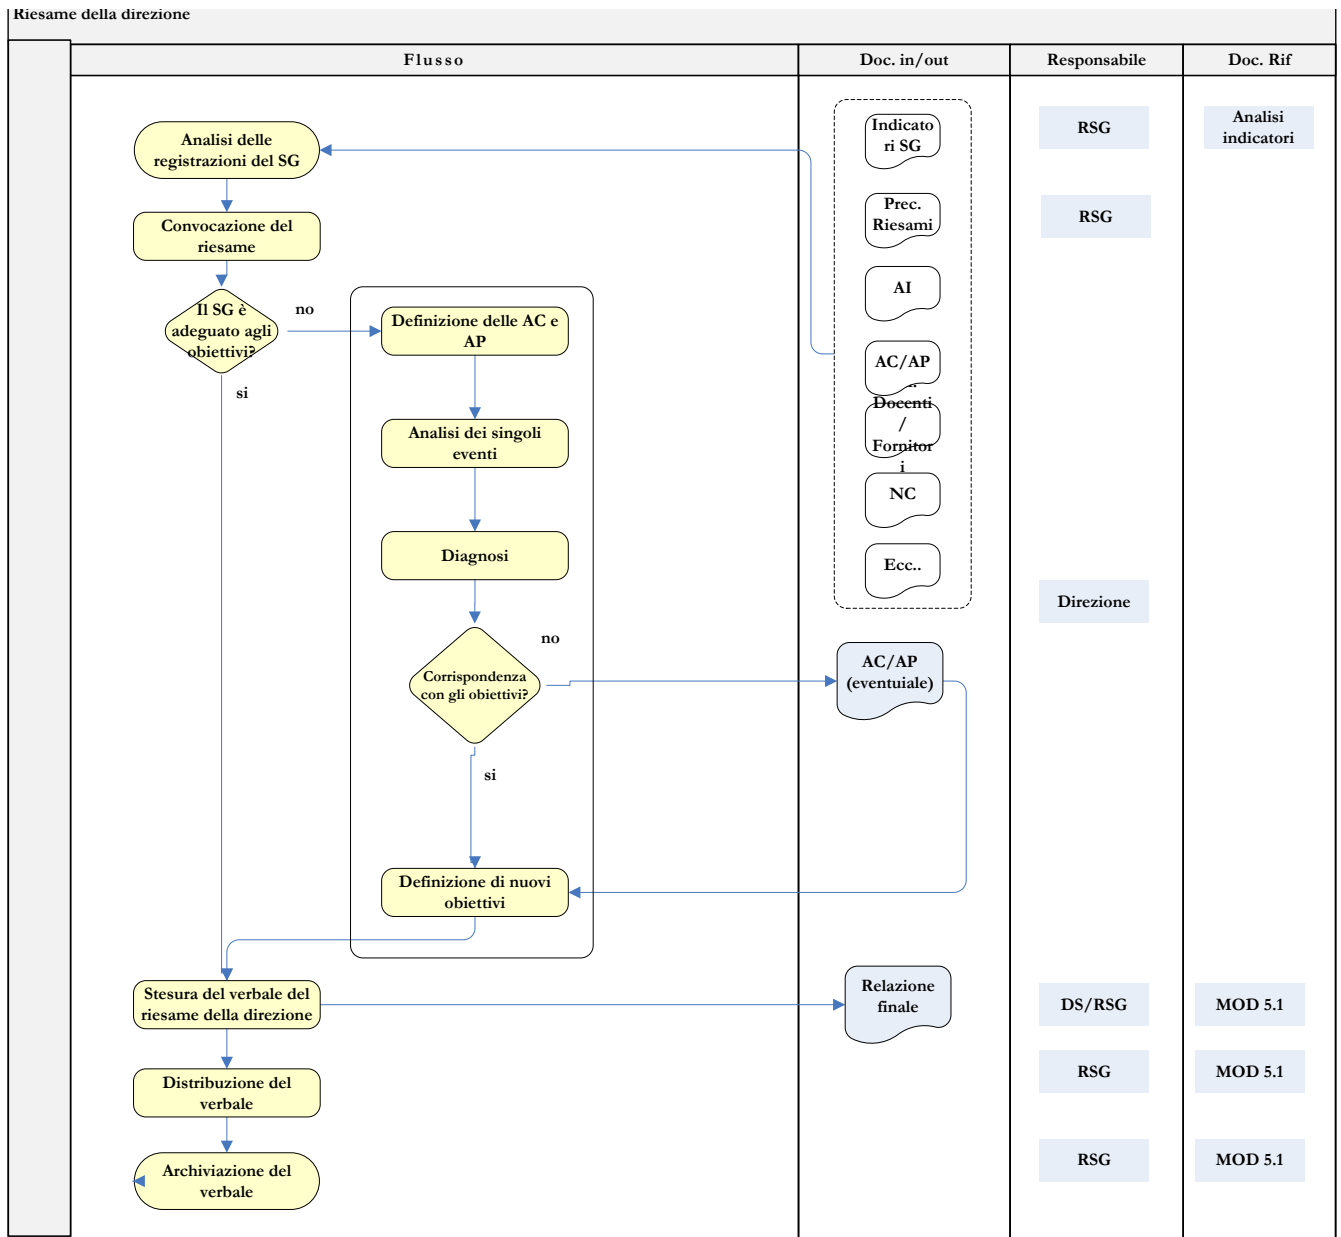 Riesame della direzione
Flusso
Doc. in/out
Responsabile
Doc. Rif
Analisi delle
registrazioni del SG
Indicato
ri SG
RSG
Analisi
indicatori
Convocazione del
riesame
Prec.
Riesami
RSG
AI
Il SG è
adeguato agli
obiettivi?
no
si
Definizione delle AC e
AP
AC/AP
Docenti
/
Fornitor
i
Analisi dei singoli
eventi
NC
Diagnosi
Ecc..
Direzione
Corrispondenza
con gli obiettivi?
no
si
AC/AP
(eventuiale)
Definizione di nuovi
obiettivi
Stesura del verbale del
riesame della direzione
Relazione
finale
DS/RSG
MOD 5.1
Distribuzione del
verbale
RSG
MOD 5.1
Archiviazione del
verbale
RSG
MOD 5.1